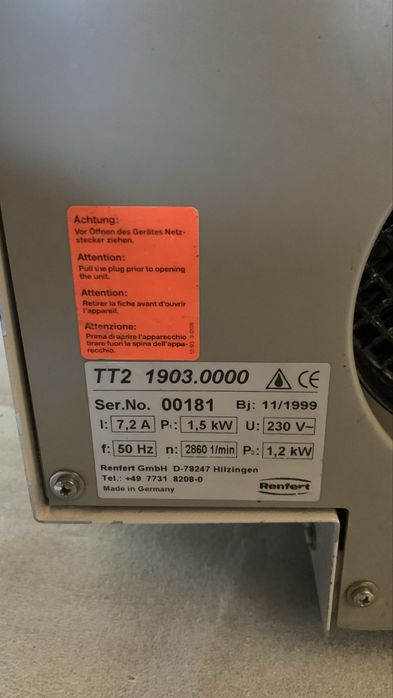 Achtung:
Vor Öffnen des Gerätes Netz-
stecker ziehen.
Attention:
Pull the plug prior to opening
the unit.
Attention:
Retirer la fiche avant d'ouvrir
l'appareil.
Attenzione:
Prima di aprire l'apparecchio
tirare fuori la spina dell'appa-
recchio.
TT2 1903.0000 CE
Ser.No. 00181 Bj: 11/1999
I: 7,2 A P₁: 1,5 kW U: 230 V~
f: 50 Hz n: 2860 1/min P₂: 1,2 kW
Renfert GmbH D-78247 Hilzingen
Tel.: +49 7731 8208-0
Made in Germany
Renfert